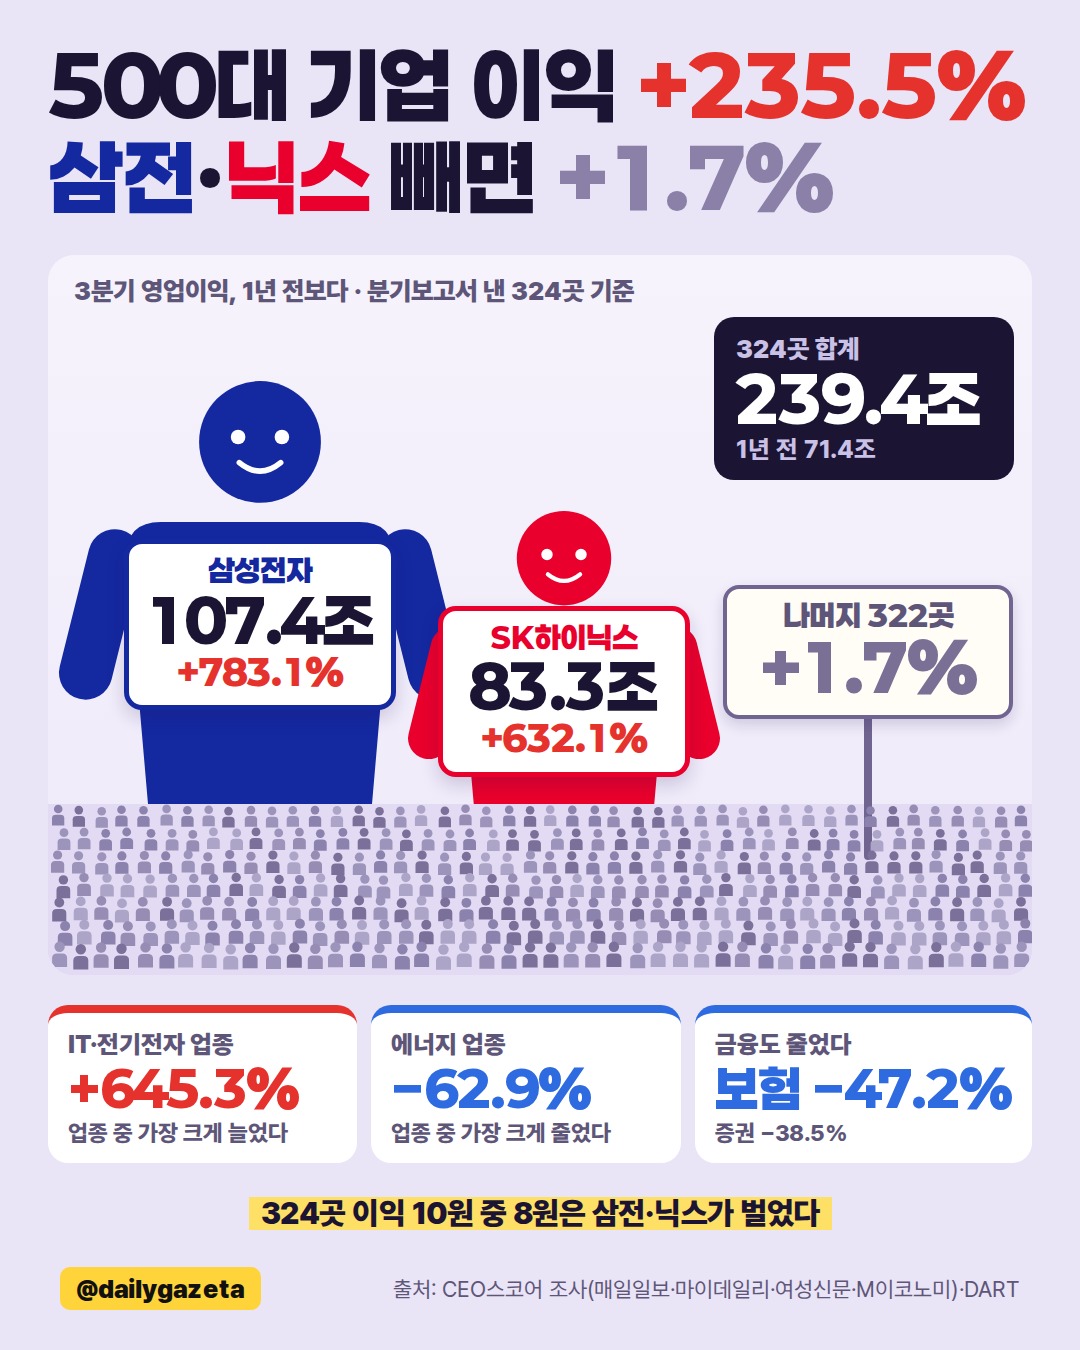 500대 기업 이익 +235.5%
삼전·닉스 빼면 +1.7%
3분기 영업이익, 1년 전보다 · 분기보고서 낸 324곳 기준
324곳 합계
239.4조
1년 전 71.4조
삼성전자
107.4조
+783.1%
SK하이닉스
83.3조
+632.1%
나머지 322곳
+1.7%
IT·전기전자 업종
+645.3%
업종 중 가장 크게 늘었다
에너지 업종
−62.9%
업종 중 가장 크게 줄었다
금융도 줄었다
보험 −47.2%
증권 −38.5%
324곳 이익 10원 중 8원은 삼전·닉스가 벌었다
@dailygazeta
출처: CEO스코어 조사(매일일보·마이데일리·여성신문·M이코노미)·DART